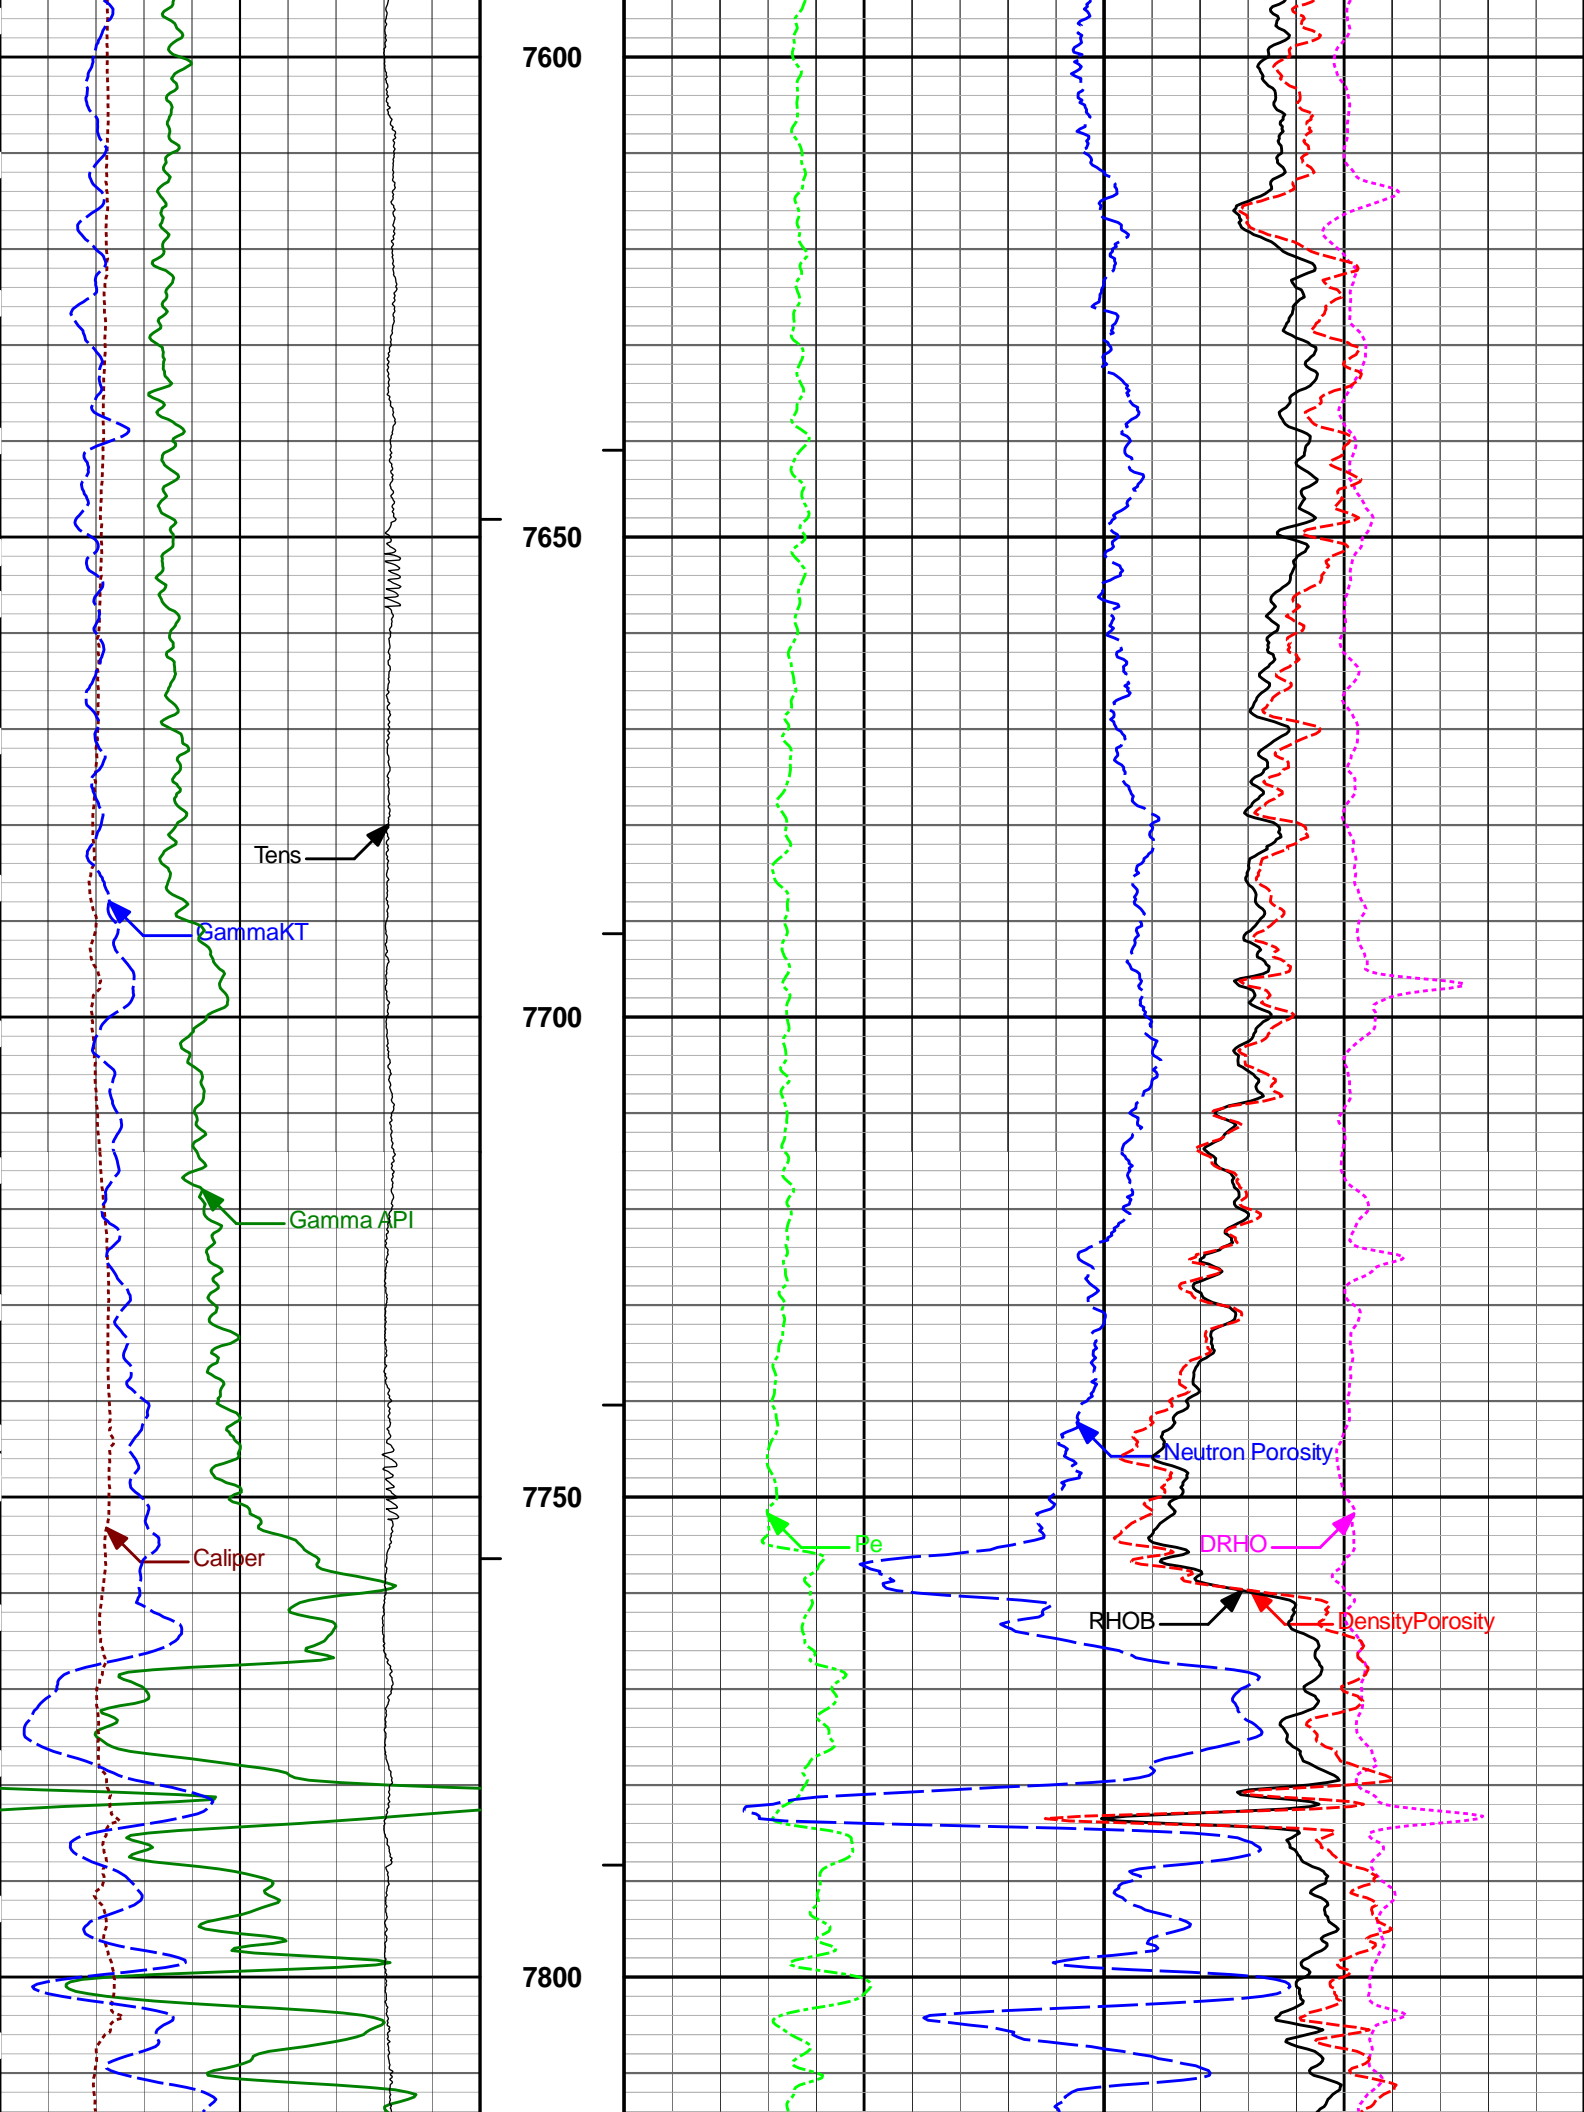 7600
7650
Tens
GammaKT
7700
Gamma API
Neutron Porosity
7750
Caliper
Pe
DRHO
RHOB
DensityPorosity
7800